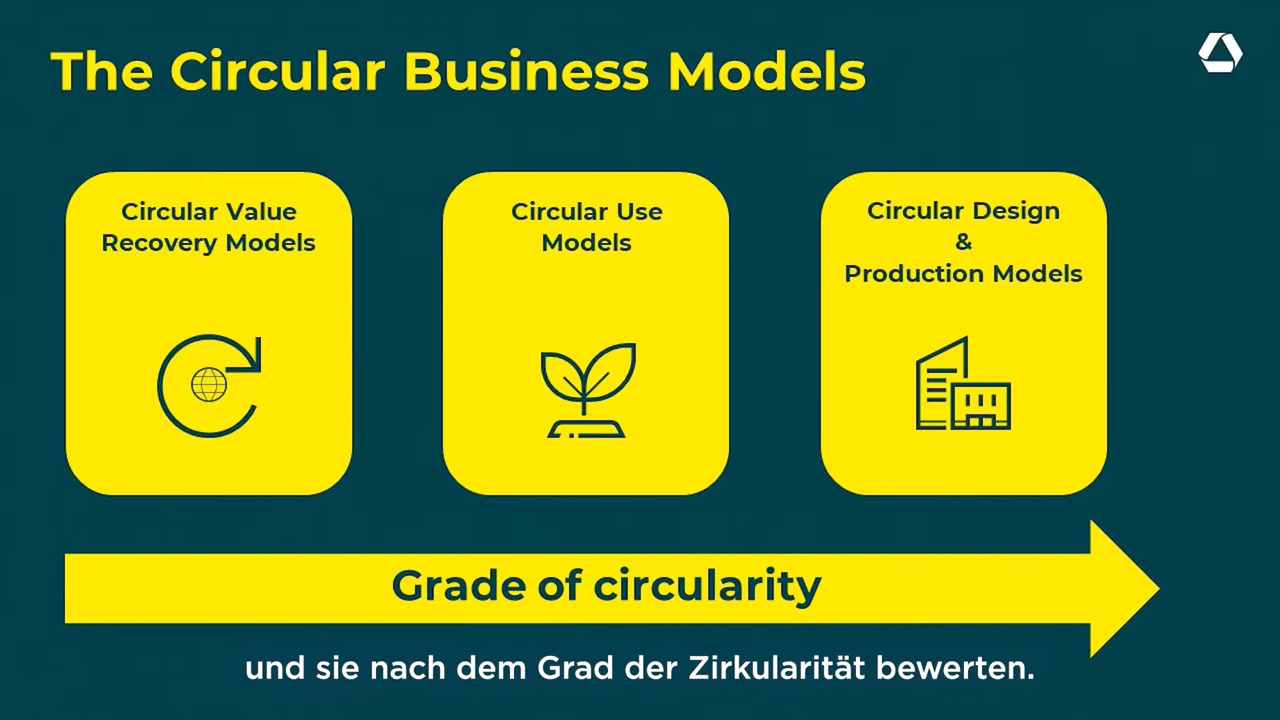 The Circular Business Models
Circular Value
Recovery Models
Circular Use
Models
Circular Design
&
Production Models
Grade of circularity
und sie nach dem Grad der Zirkularität bewerten.